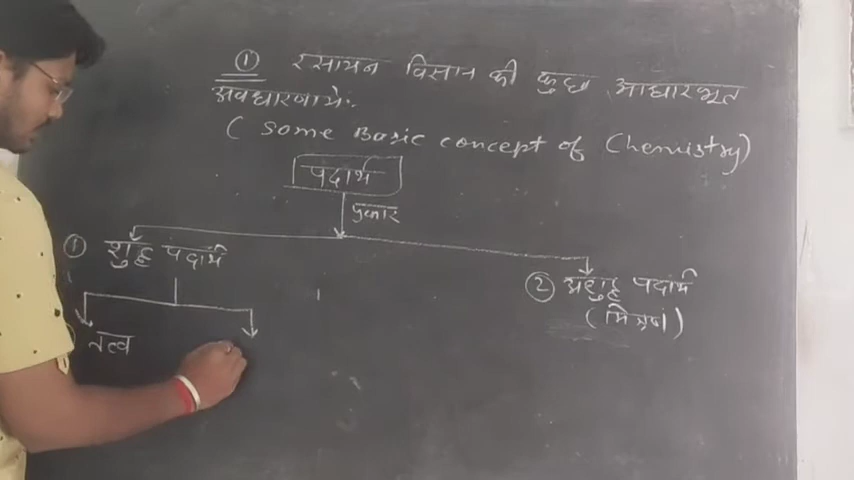 ① रसायन विज्ञान की कुछ आधारभूत
अवधारणाये:-
( Some Basic concept of Chemistry)
पदार्थ
प्रकार
① शुद्ध पदार्थ
② अशुद्ध पदार्थ
(मिश्रण)
तत्व